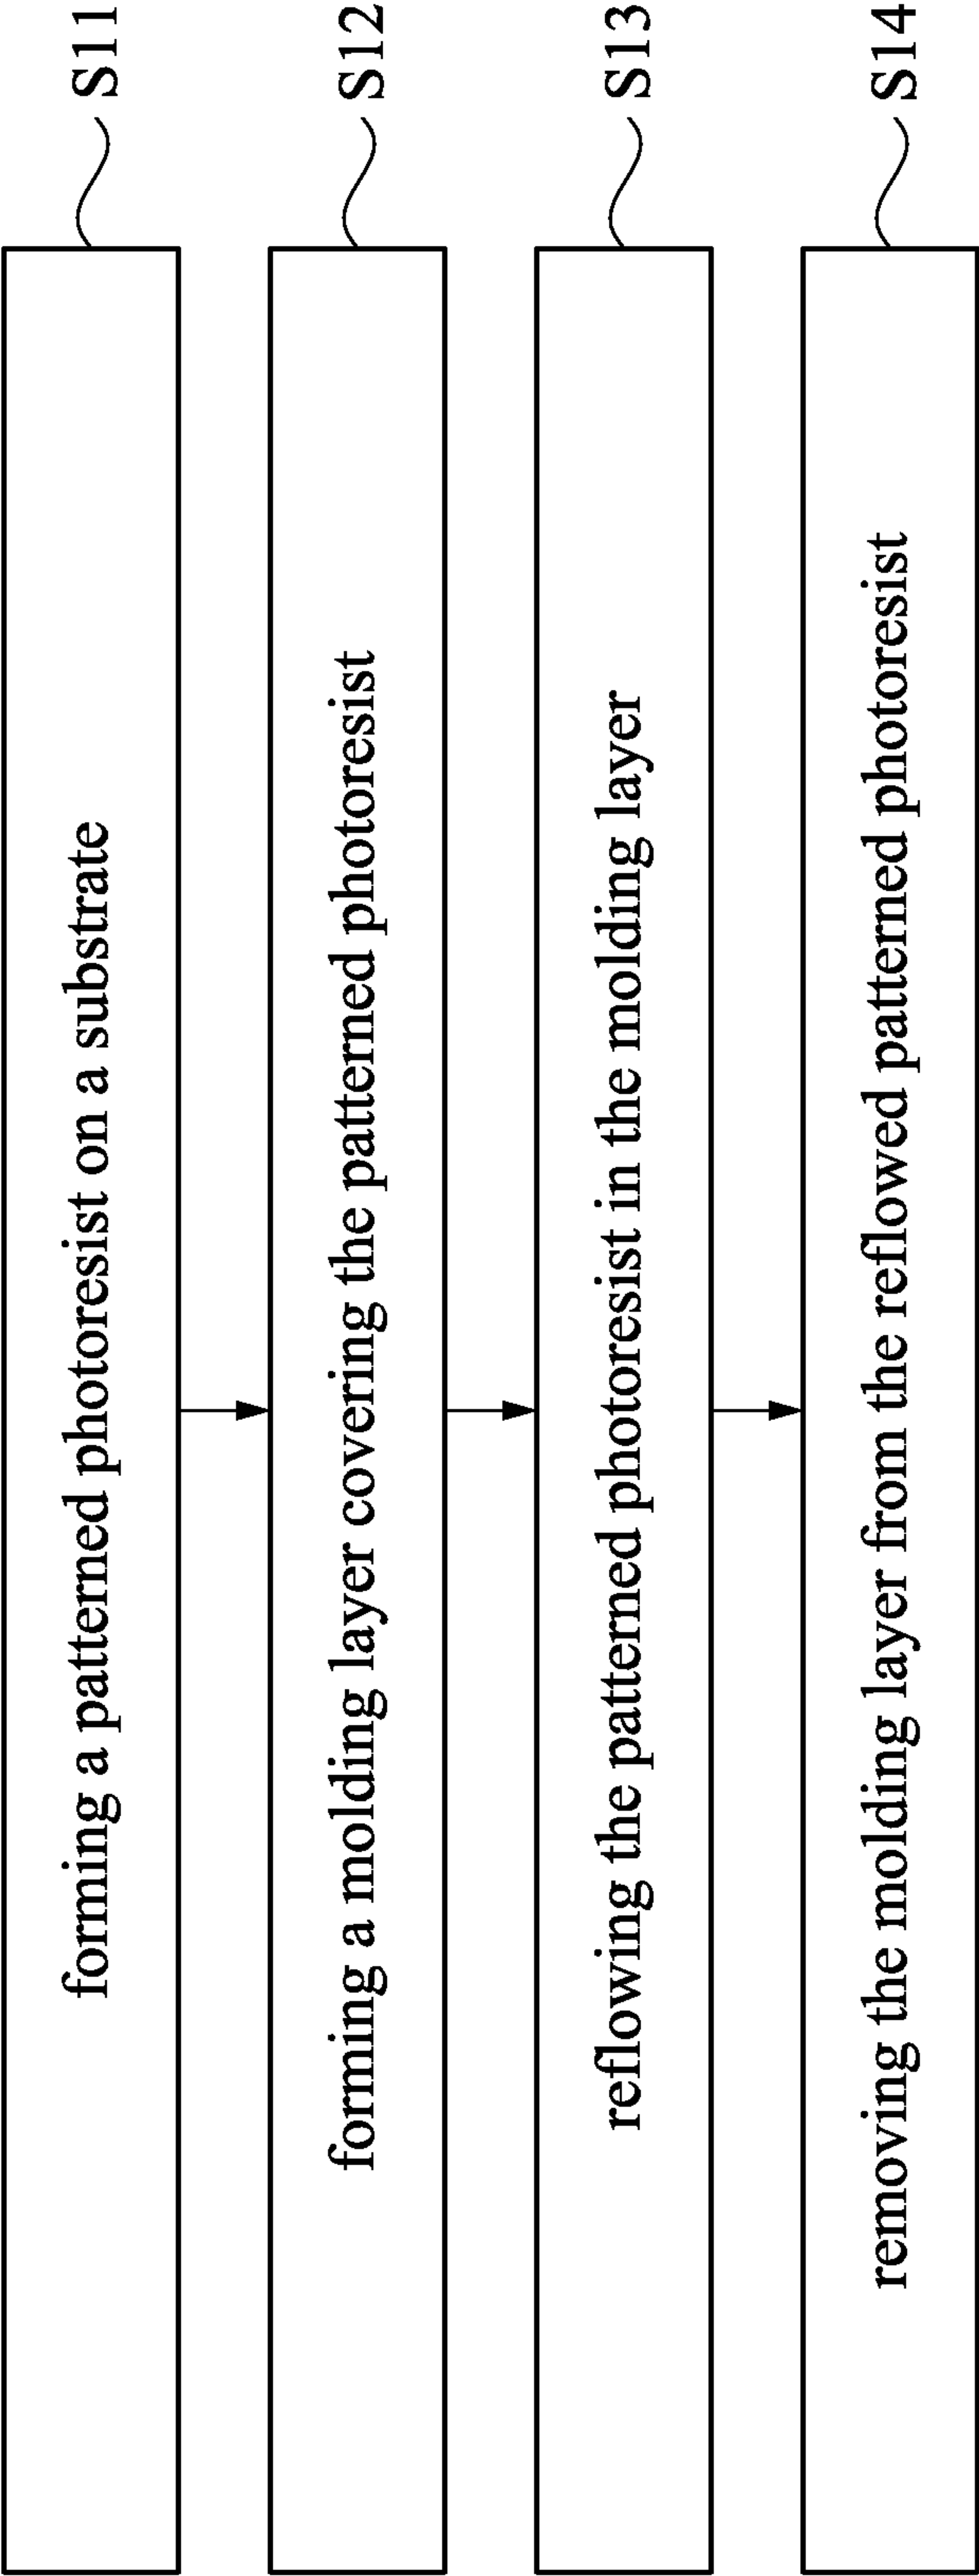 forming a patterned photoresist on a substrate
S11
forming a molding layer covering the patterned photoresist
S12
reflowing the patterned photoresist in the molding layer
S13
removing the molding layer from the reflowed patterned photoresist
S14